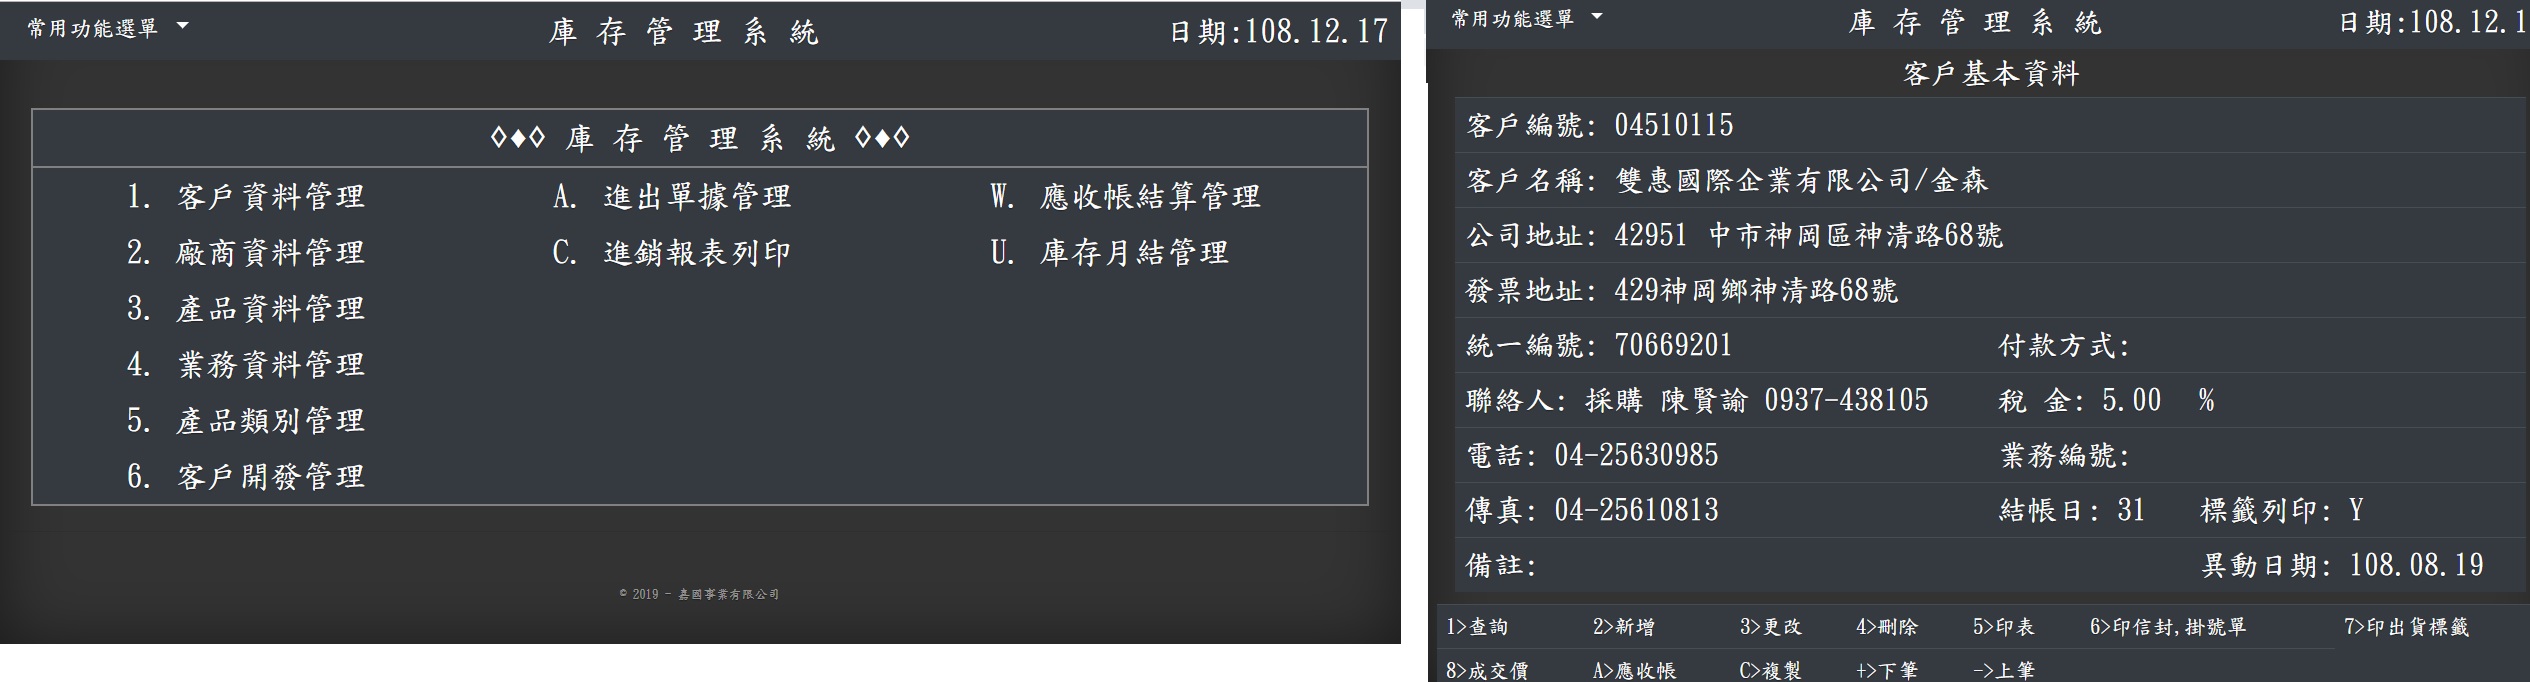 常用功能選單
庫 存 管 理 系 統
日期:108.12.17
◊♦◊ 庫 存 管 理 系 統 ◊♦◊
1. 客戶資料管理 A. 進出單據管理 W. 應收帳結算管理
2. 廠商資料管理 C. 進銷報表列印 U. 庫存月結管理
3. 產品資料管理
4. 業務資料管理
5. 產品類別管理
6. 客戶開發管理
© 2019 - 嘉國事業有限公司
常用功能選單
庫 存 管 理 系 統
日期:108.12.1
客戶基本資料
客戶編號: 04510115
客戶名稱: 雙惠國際企業有限公司/金森
公司地址: 42951 中市神岡區神清路68號
發票地址: 429神岡鄉神清路68號
統一編號: 70669201 付款方式:
聯絡人: 採購 陳賢諭 0937-438105 稅 金: 5.00 %
電話: 04-25630985 業務編號:
傳真: 04-25610813 結帳日: 31 標籤列印: Y
備註: 異動日期: 108.08.19
1>查詢 2>新增 3>更改 4>刪除 5>印表 6>印信封,掛號單 7>印出貨標籤
8>成交價 A>應收帳 C>複製 +>下筆 ->上筆